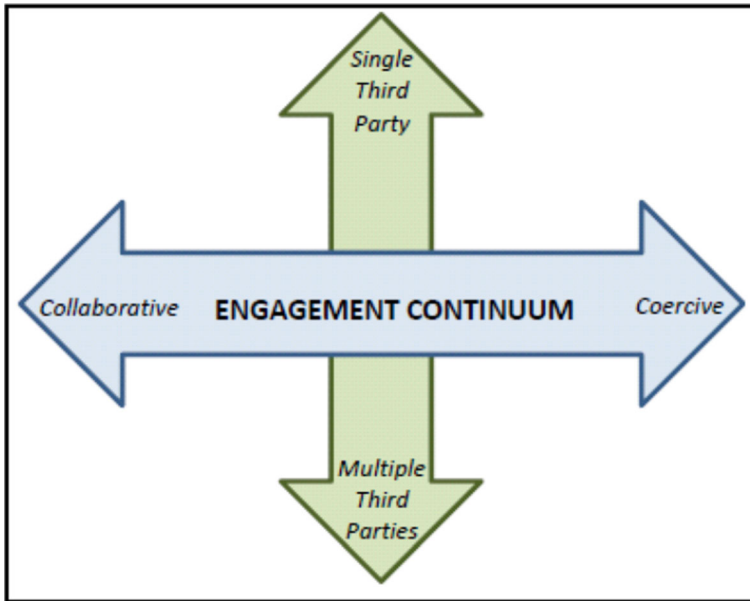 Single
Third
Party
Collaborative ENGAGEMENT CONTINUUM Coercive
Multiple
Third
Parties